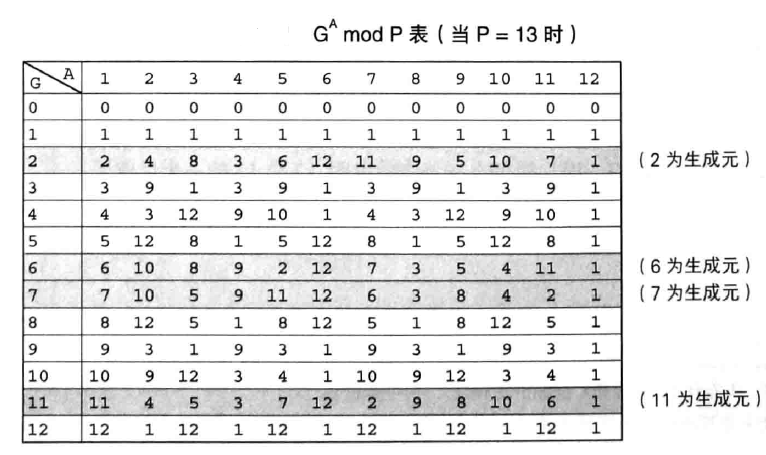 G^A mod P 表（当 P = 13 时）
G A 1 2 3 4 5 6 7 8 9 10 11 12
0 0 0 0 0 0 0 0 0 0 0 0 0
1 1 1 1 1 1 1 1 1 1 1 1 1
2 2 4 8 3 6 12 11 9 5 10 7 1 （2 为生成元）
3 3 9 1 3 9 1 3 9 1 3 9 1
4 4 3 12 9 10 1 4 3 12 9 10 1
5 5 12 8 1 5 12 8 1 5 12 8 1
6 6 10 8 9 2 12 7 3 5 4 11 1 （6 为生成元）
7 7 10 5 9 11 12 6 3 8 4 2 1 （7 为生成元）
8 8 12 5 1 8 12 5 1 8 12 5 1
9 9 3 1 9 3 1 9 3 1 9 3 1
10 10 9 12 3 4 1 10 9 12 3 4 1
11 11 4 5 3 7 12 2 9 8 10 6 1 （11 为生成元）
12 12 1 12 1 12 1 12 1 12 1 12 1